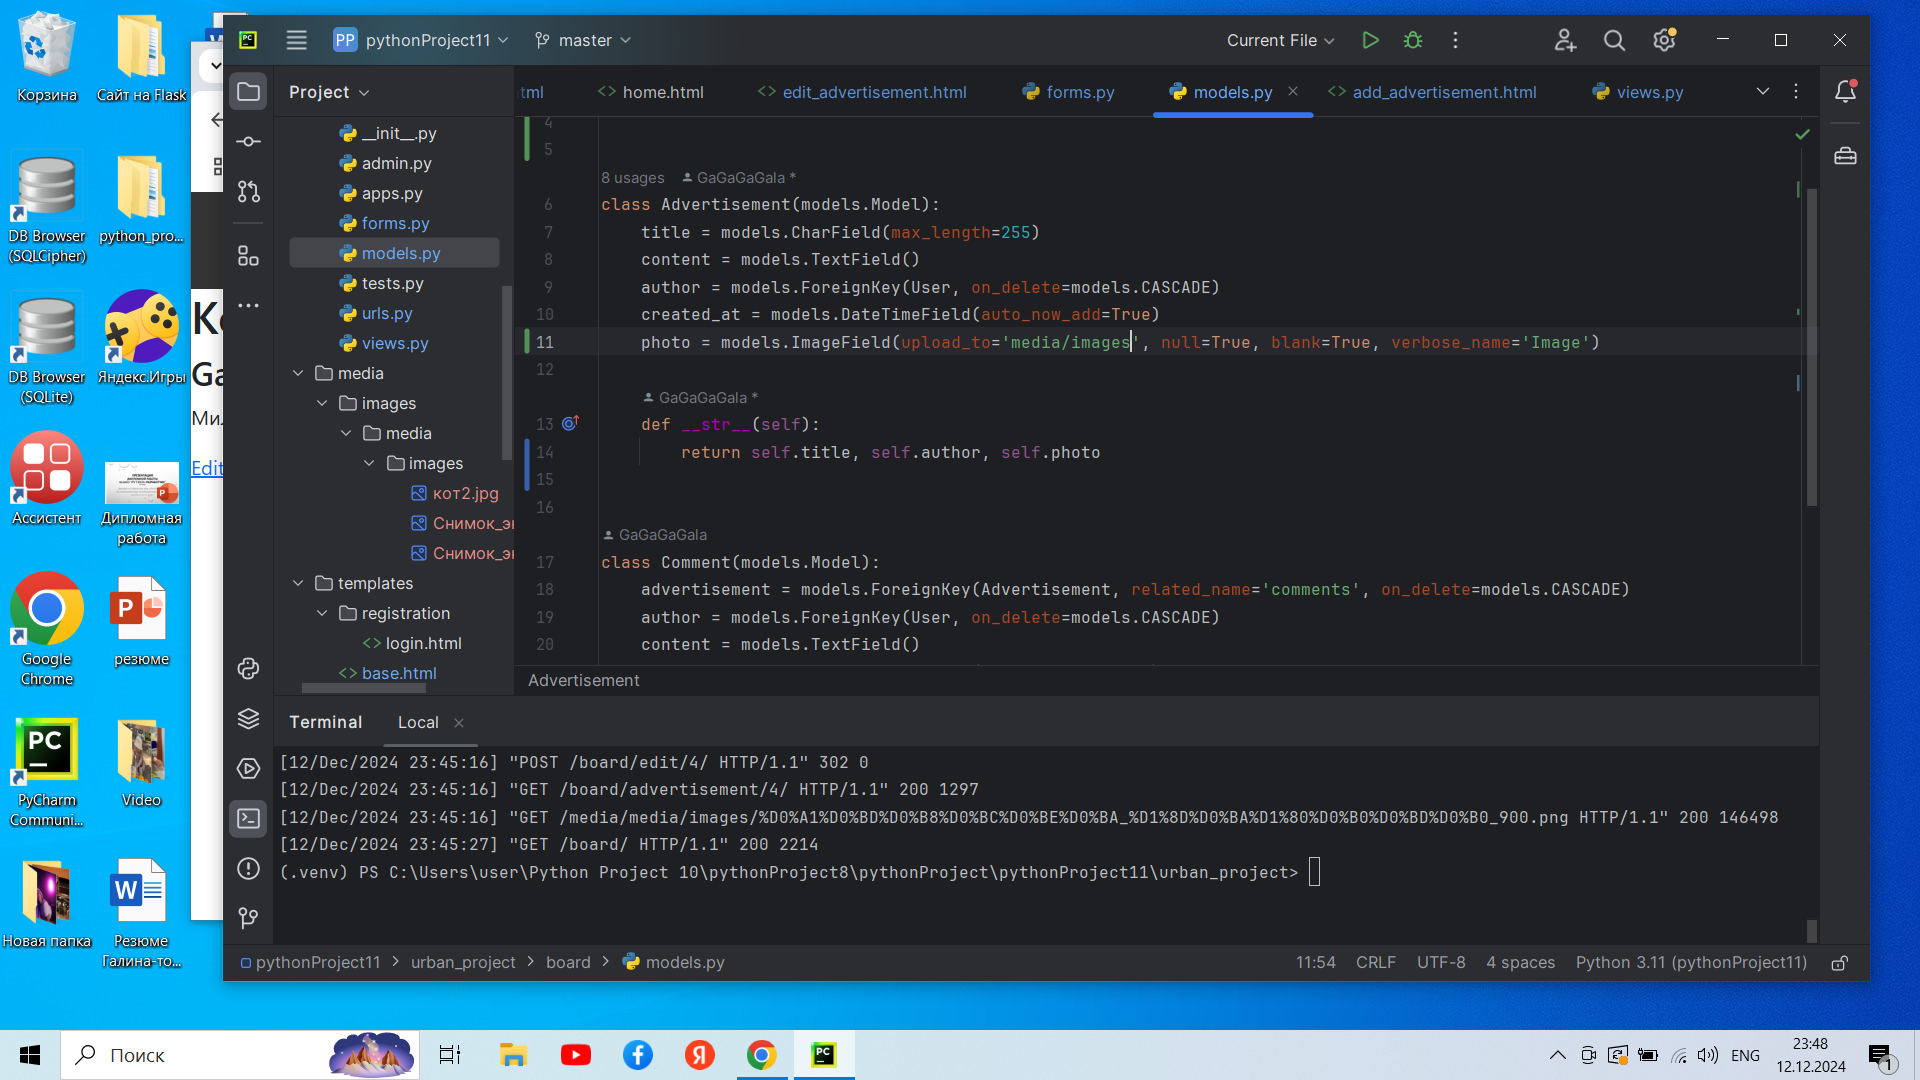 Корзина
Сайт на Flask
DB Browser
(SQLCipher)
python_pro...
DB Browser
(SQLite)
Яндекс.Игры
Ассистент
Дипломная
работа
Google
Chrome
резюме
PyCharm
Communi...
Video
Новая папка
Резюме
Галина-то...
Edit
PP pythonProject11
master
Current File
Project
home.html
edit_advertisement.html
forms.py
models.py
add_advertisement.html
views.py
__init__.py
admin.py
apps.py
forms.py
models.py
tests.py
urls.py
views.py
media
images
media
images
кот2.jpg
templates
registration
login.html
base.html
4
5
8 usages GaGaGaGala *
6 class Advertisement(models.Model):
7 title = models.CharField(max_length=255)
8 content = models.TextField()
9 author = models.ForeignKey(User, on_delete=models.CASCADE)
10 created_at = models.DateTimeField(auto_now_add=True)
11 photo = models.ImageField(upload_to='media/images', null=True, blank=True, verbose_name='Image')
12
GaGaGaGala *
13 def __str__(self):
14 return self.title, self.author, self.photo
15
16
GaGaGaGala
17 class Comment(models.Model):
18 advertisement = models.ForeignKey(Advertisement, related_name='comments', on_delete=models.CASCADE)
19 author = models.ForeignKey(User, on_delete=models.CASCADE)
20 content = models.TextField()
Advertisement
Terminal
Local
[12/Dec/2024 23:45:16] "POST /board/edit/4/ HTTP/1.1" 302 0
[12/Dec/2024 23:45:16] "GET /board/advertisement/4/ HTTP/1.1" 200 1297
[12/Dec/2024 23:45:16] "GET /media/media/images/%D0%A1%D0%BD%D0%B8%D0%BC%D0%BE%D0%BA_%D1%8D%D0%BA%D1%80%D0%B0%D0%BD%D0%B0_900.png HTTP/1.1" 200 146498
[12/Dec/2024 23:45:27] "GET /board/ HTTP/1.1" 200 2214
(.venv) PS C:\Users\user\Python Project 10\pythonProject8\pythonProject\pythonProject11\urban_project>
pythonProject11 > urban_project > board > models.py
11:54 CRLF UTF-8 4 spaces Python 3.11 (pythonProject11)
Поиск
ENG
23:48
12.12.2024
1